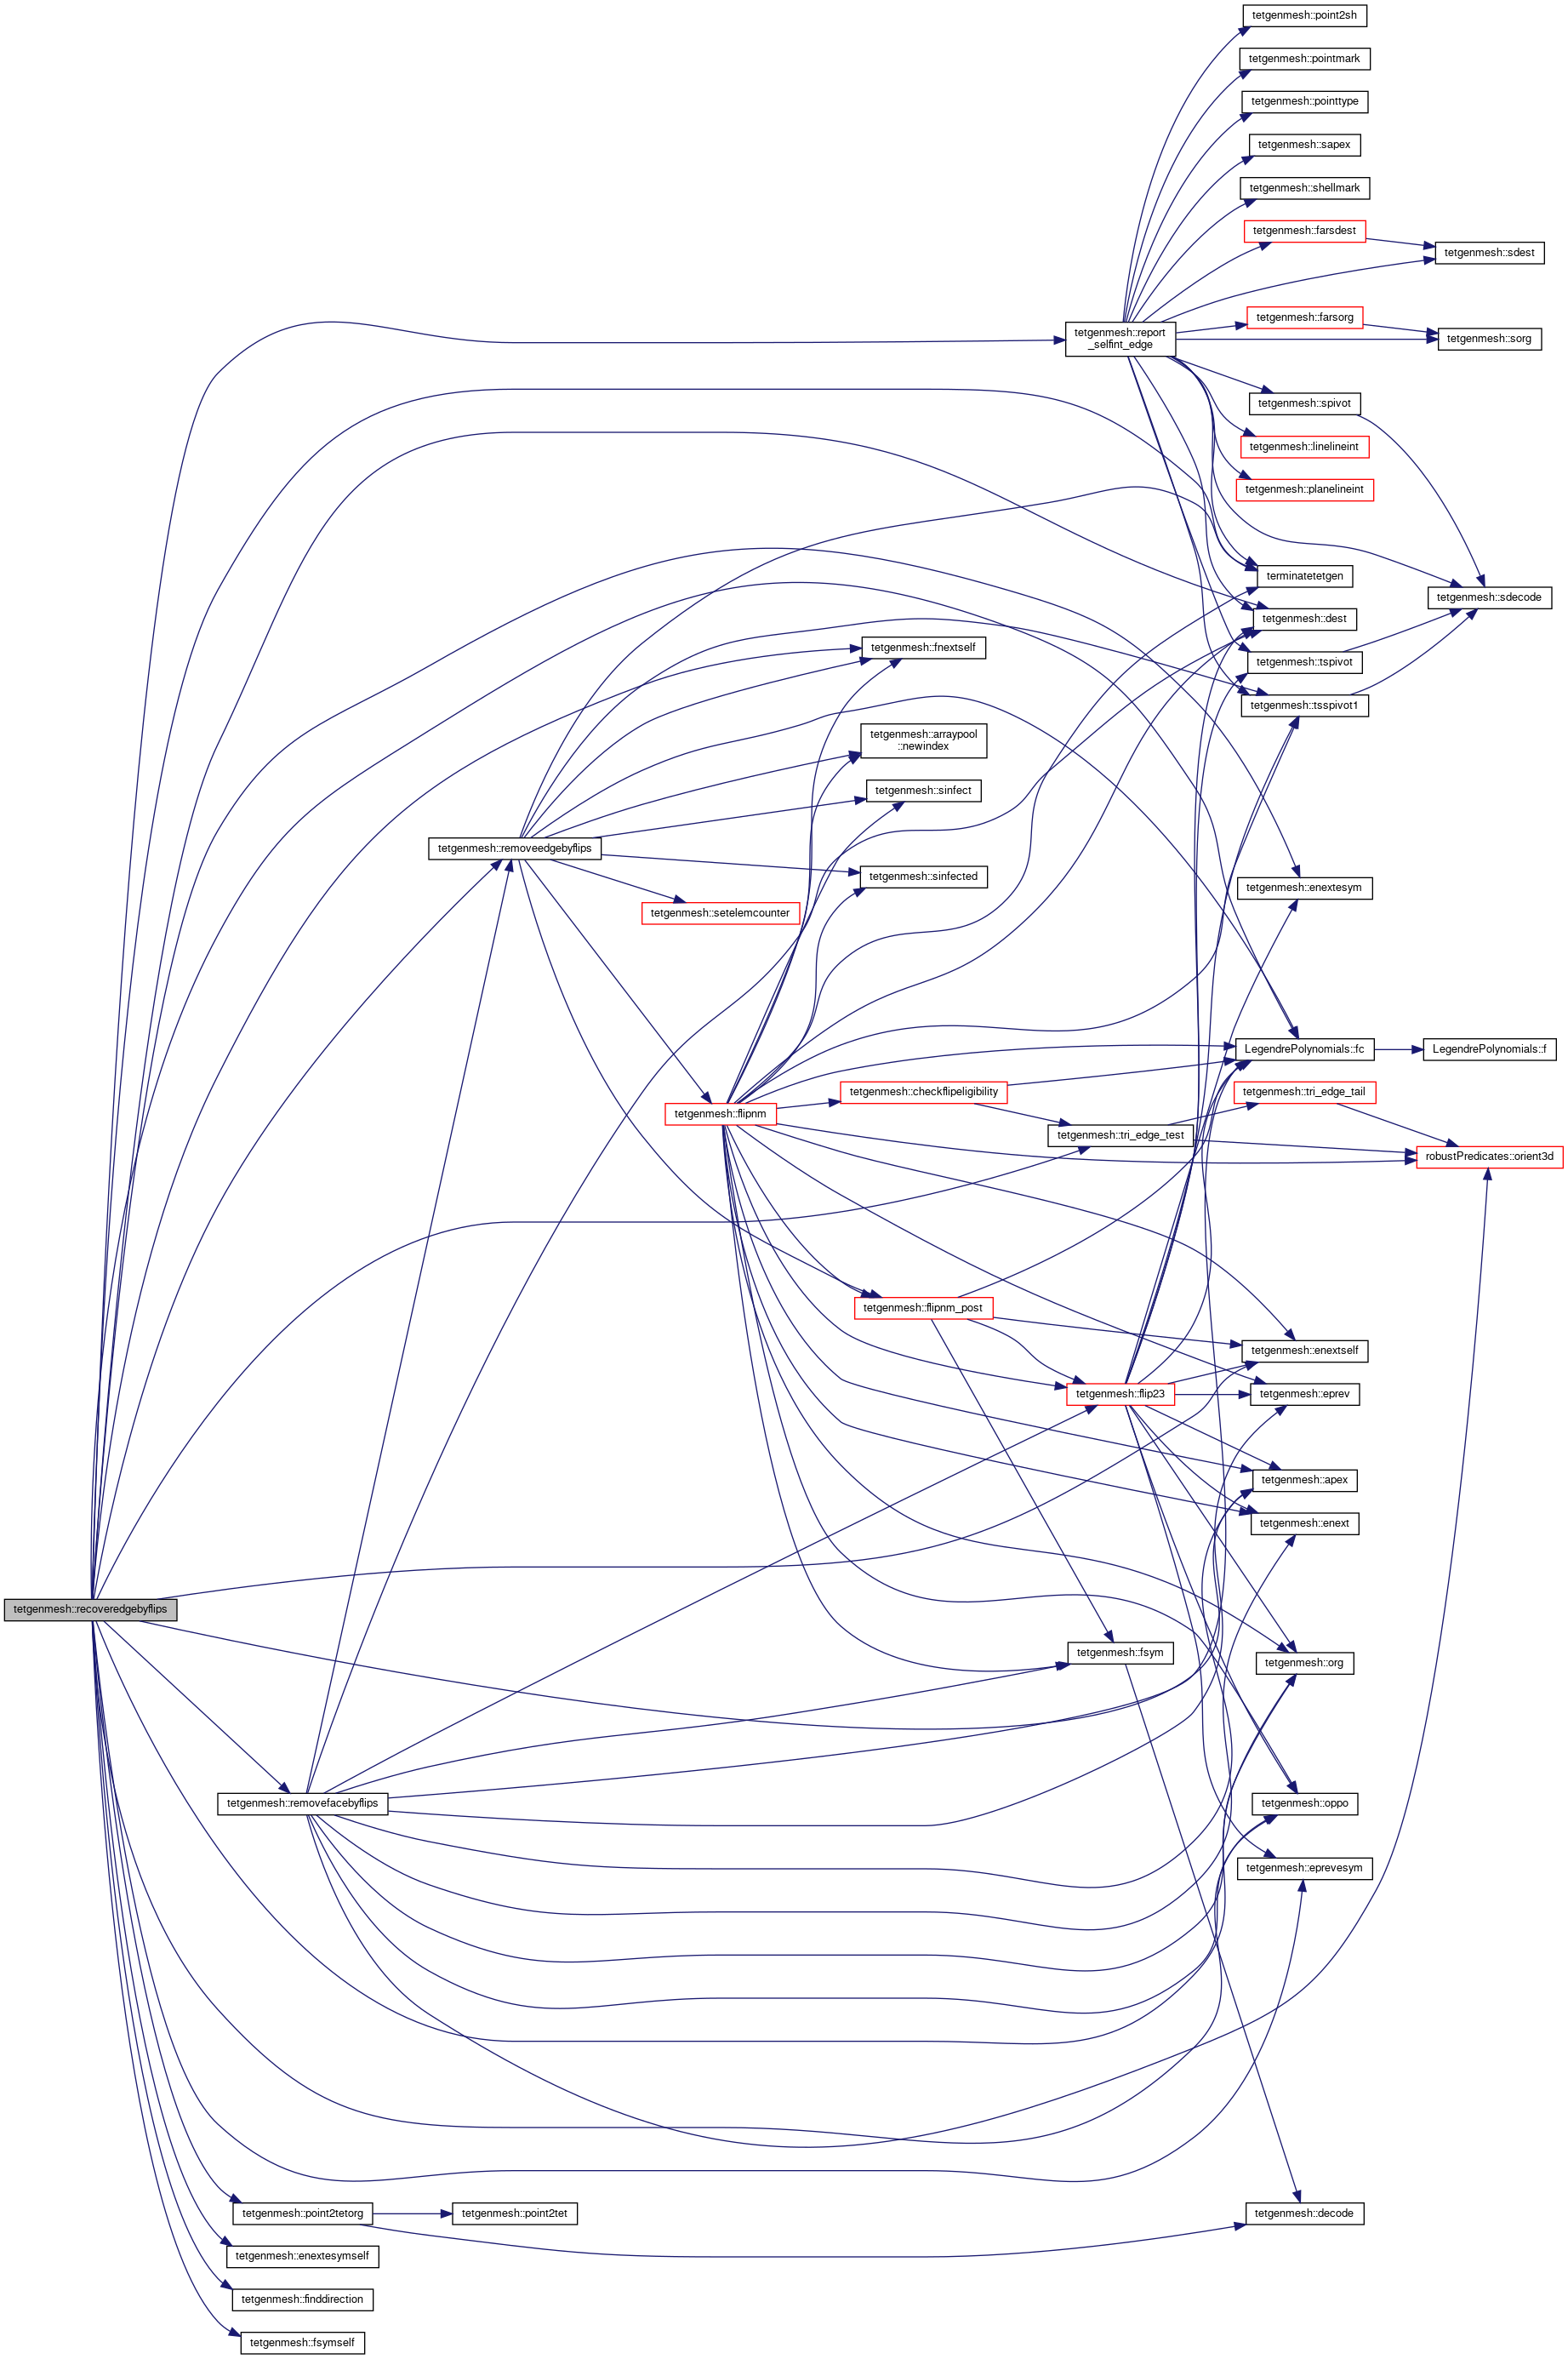 tetgenmesh::point2sh
tetgenmesh::pointmark
tetgenmesh::pointtype
tetgenmesh::sapex
tetgenmesh::shellmark
tetgenmesh::farsdest
tetgenmesh::sdest
tetgenmesh::farsorg
tetgenmesh::report
_selfint_edge
tetgenmesh::sorg
tetgenmesh::spivot
tetgenmesh::linelineint
tetgenmesh::planelineint
terminatetetgen
tetgenmesh::sdecode
tetgenmesh::dest
tetgenmesh::fnextself
tetgenmesh::tspivot
tetgenmesh::tsspivot1
tetgenmesh::arraypool
::newindex
tetgenmesh::sinfect
tetgenmesh::removeedgebyflips
tetgenmesh::sinfected
tetgenmesh::enextesym
tetgenmesh::setelemcounter
LegendrePolynomials::fc
LegendrePolynomials::f
tetgenmesh::checkflipeligibility
tetgenmesh::tri_edge_tail
tetgenmesh::flipnm
tetgenmesh::tri_edge_test
robustPredicates::orient3d
tetgenmesh::flipnm_post
tetgenmesh::enextself
tetgenmesh::flip23
tetgenmesh::eprev
tetgenmesh::apex
tetgenmesh::enext
tetgenmesh::recoveredgebyflips
tetgenmesh::fsym
tetgenmesh::org
tetgenmesh::removefacebyflips
tetgenmesh::oppo
tetgenmesh::eprevesym
tetgenmesh::point2tetorg
tetgenmesh::point2tet
tetgenmesh::decode
tetgenmesh::enextesymself
tetgenmesh::finddirection
tetgenmesh::fsymself